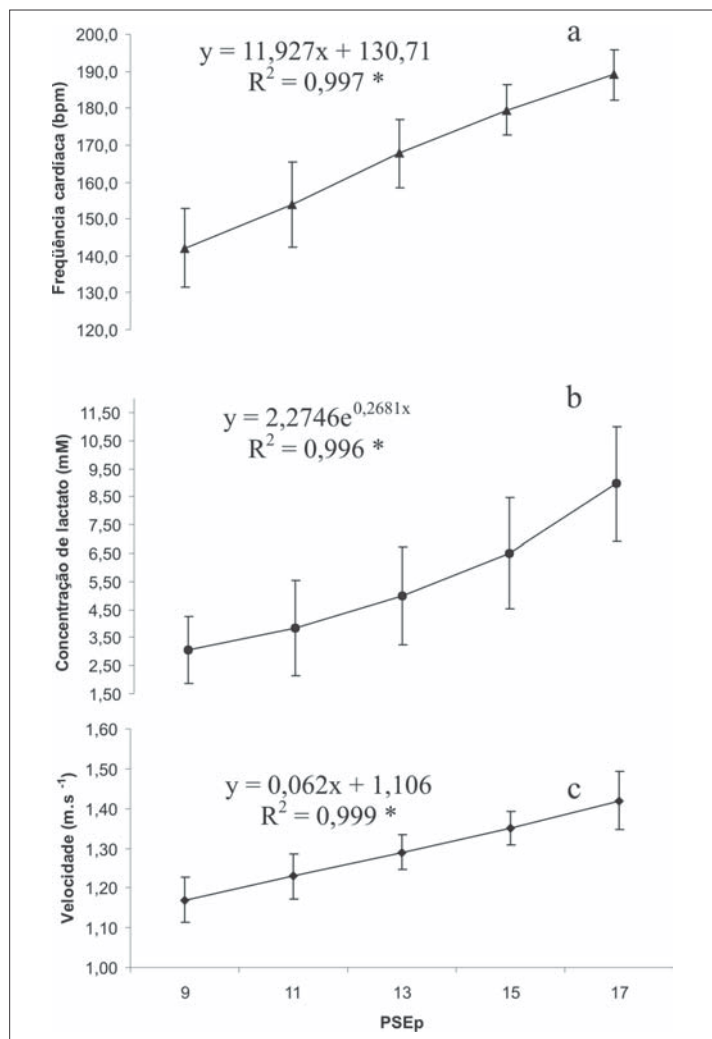 a
y = 11,927x + 130,71
R² = 0,997 *
Freqüência cardíaca (bpm)
200,0
190,0
180,0
170,0
160,0
150,0
140,0
130,0
120,0
b
y = 2,2746e^0,2681x
R² = 0,996 *
Concentração de lactato (mM)
11,50
10,50
9,50
8,50
7,50
6,50
5,50
4,50
3,50
2,50
1,50
c
y = 0,062x + 1,106
R² = 0,999 *
Velocidade (m.s ⁻¹)
1,60
1,50
1,40
1,30
1,20
1,10
1,00
9 11 13 15 17
PSEp